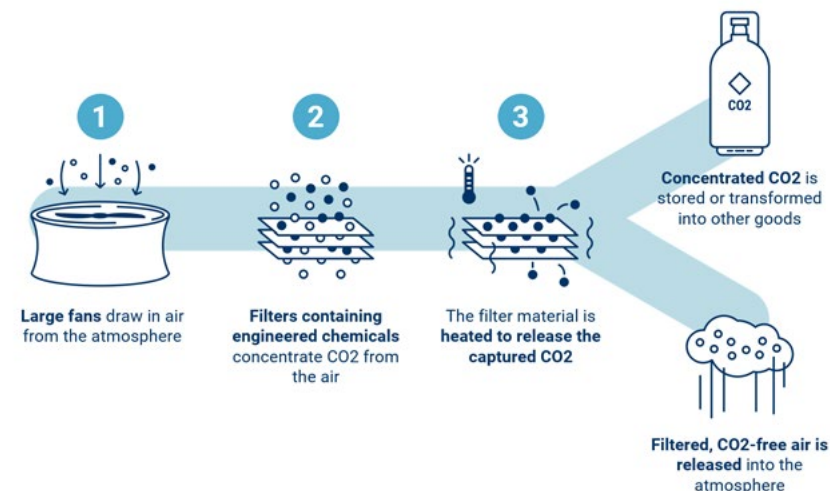 1
Large fans draw in air
from the atmosphere
2
Filters containing
engineered chemicals
concentrate CO2 from
the air
3
The filter material is
heated to release the
captured CO2
CO2
Concentrated CO2 is
stored or transformed
into other goods
Filtered, CO2-free air is
released into the
atmosphere